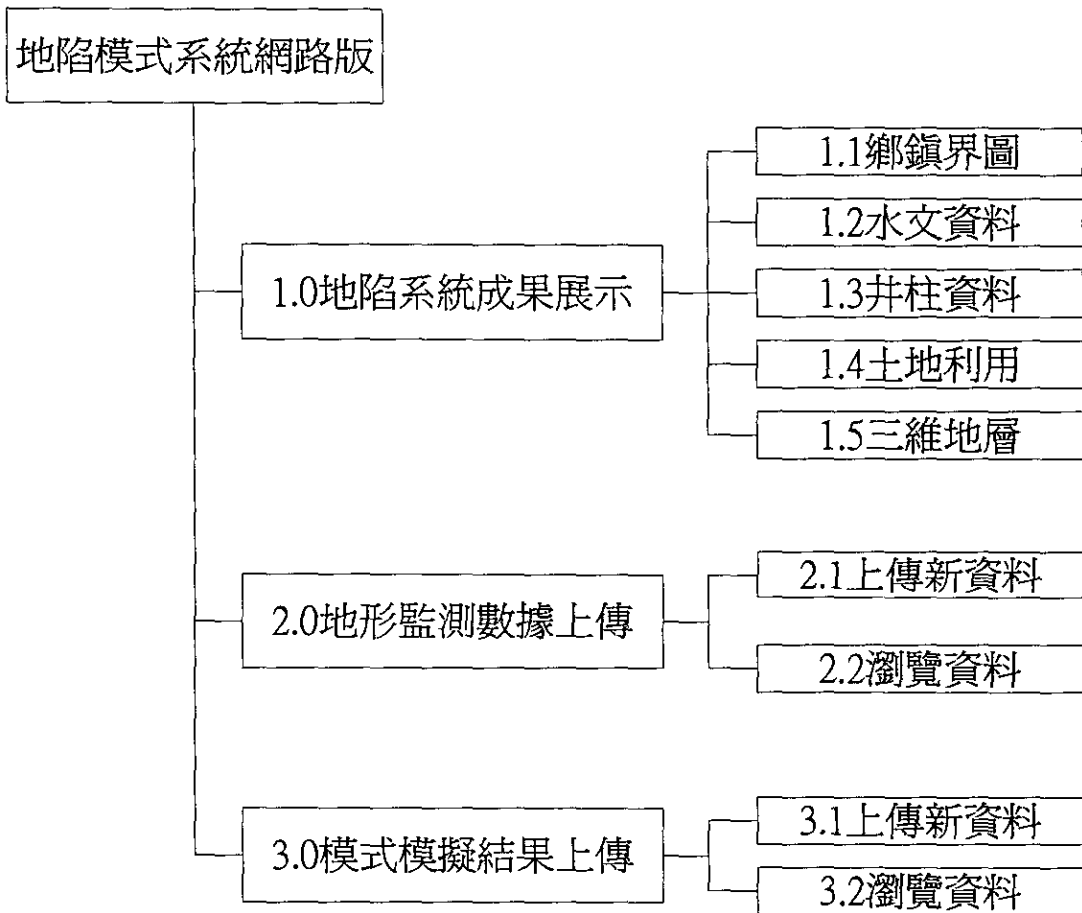 地陷模式系統網路版
1.0地陷系統成果展示
1.1鄉鎮界圖
1.2水文資料
1.3井柱資料
1.4土地利用
1.5三維地層
2.0地形監測數據上傳
2.1上傳新資料
2.2瀏覽資料
3.0模式模擬結果上傳
3.1上傳新資料
3.2瀏覽資料